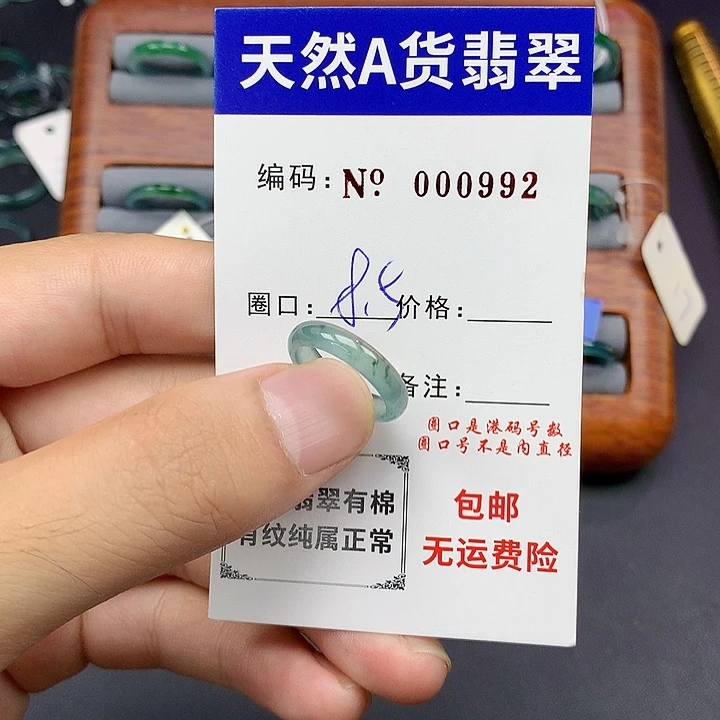 天然A货翡翠
编码: Nº 000992
圈口: 8.5 价格:
备注:
圈口是港码号数
圈口号不是内直径
翡翠有棉
有纹纯属正常
包邮
无运费险